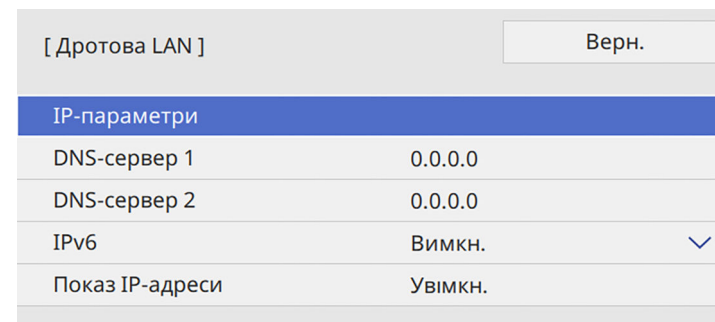 [ Дротова LAN ] Верн.
IP-параметри
DNS-сервер 1 0.0.0.0
DNS-сервер 2 0.0.0.0
IPv6 Вимкн.
Показ IP-адреси Увімкн.